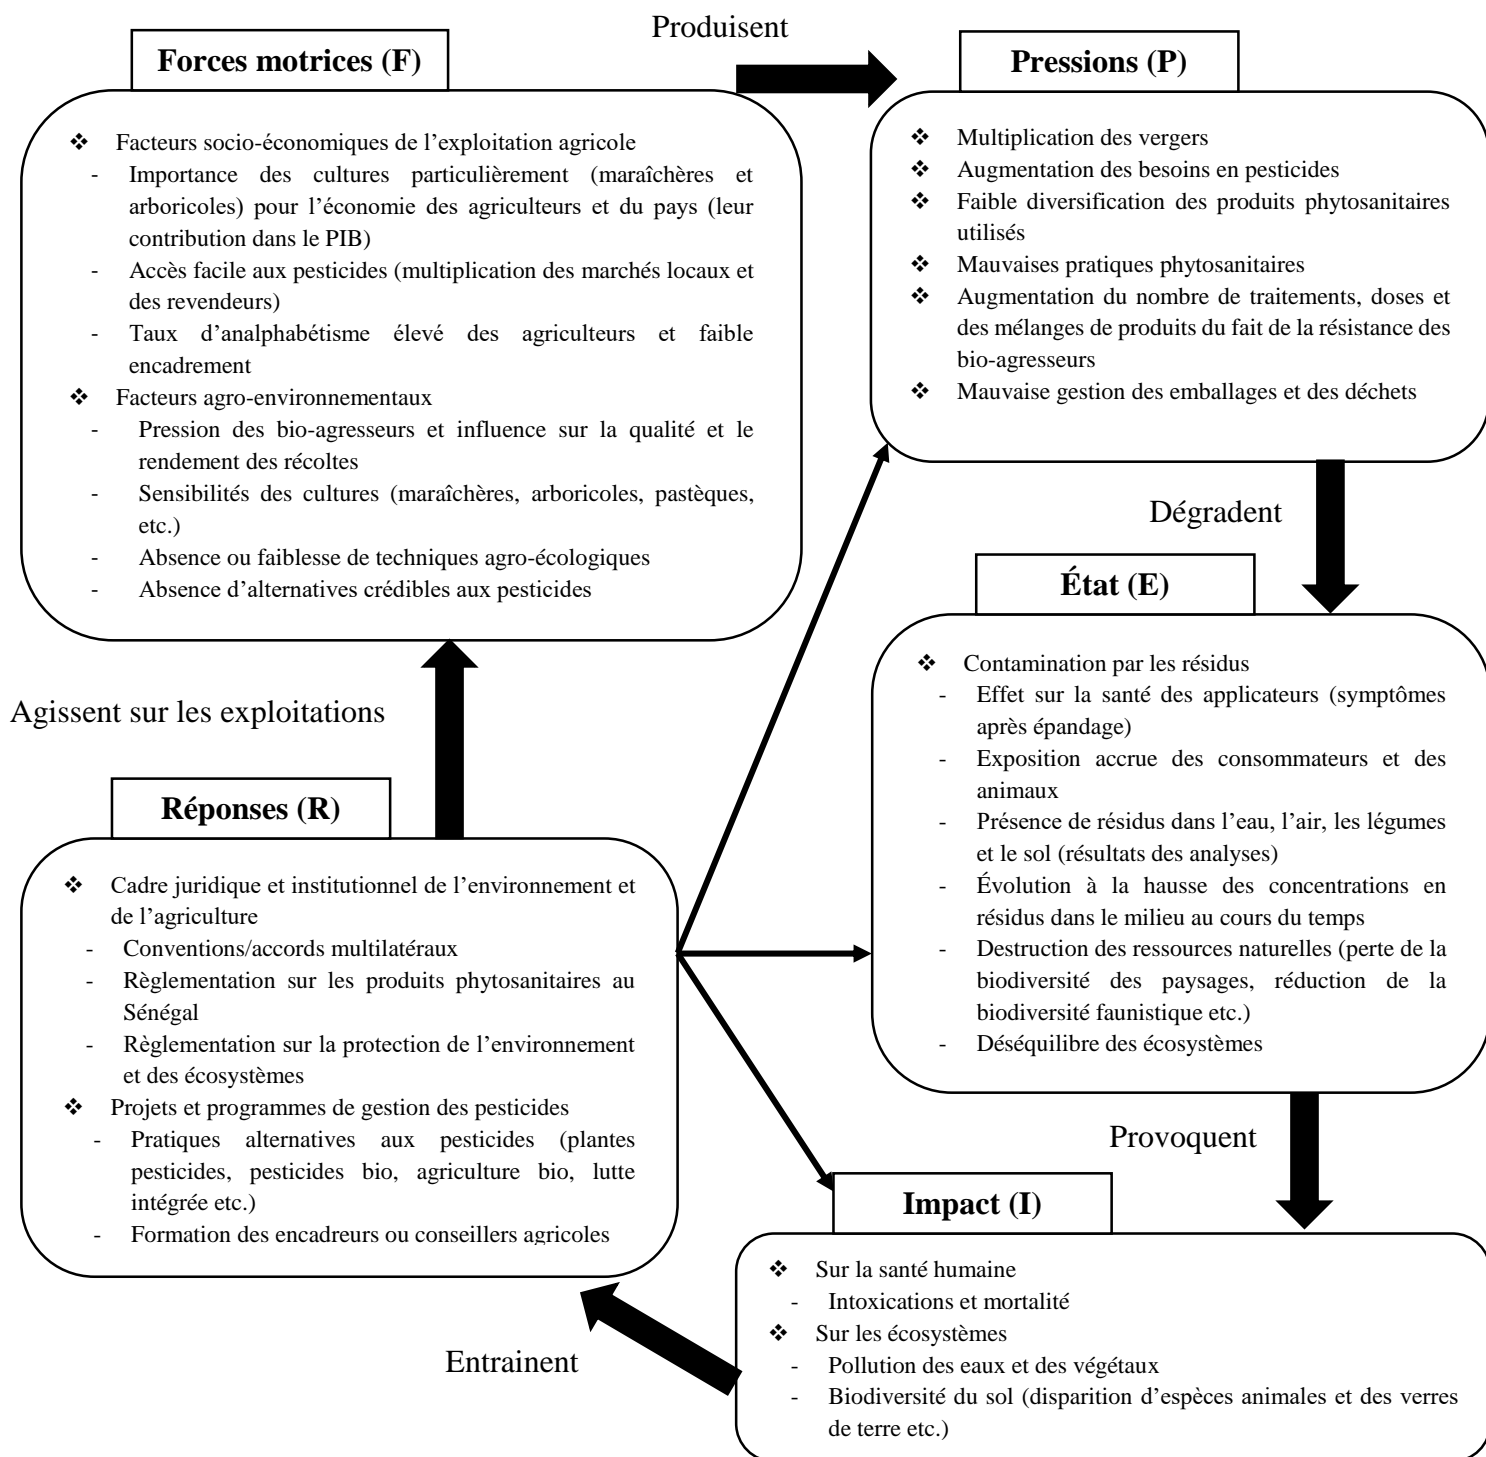 Produisent
Forces motrices (F)
❖ Facteurs socio-économiques de l’exploitation agricole
- Importance des cultures particulièrement (maraîchères et
arboricoles) pour l’économie des agriculteurs et du pays (leur
contribution dans le PIB)
- Accès facile aux pesticides (multiplication des marchés locaux et
des revendeurs)
- Taux d’analphabétisme élevé des agriculteurs et faible
encadrement
❖ Facteurs agro-environnementaux
- Pression des bio-agresseurs et influence sur la qualité et le
rendement des récoltes
- Sensibilités des cultures (maraîchères, arboricoles, pastèques,
etc.)
- Absence ou faiblesse de techniques agro-écologiques
- Absence d’alternatives crédibles aux pesticides
Pressions (P)
❖ Multiplication des vergers
❖ Augmentation des besoins en pesticides
❖ Faible diversification des produits phytosanitaires
utilisés
❖ Mauvaises pratiques phytosanitaires
❖ Augmentation du nombre de traitements, doses et
des mélanges de produits du fait de la résistance des
bio-agresseurs
❖ Mauvaise gestion des emballages et des déchets
Dégradent
État (E)
❖ Contamination par les résidus
- Effet sur la santé des applicateurs (symptômes
après épandage)
- Exposition accrue des consommateurs et des
animaux
- Présence de résidus dans l’eau, l’air, les légumes
et le sol (résultats des analyses)
- Évolution à la hausse des concentrations en
résidus dans le milieu au cours du temps
- Destruction des ressources naturelles (perte de la
biodiversité des paysages, réduction de la
biodiversité faunistique etc.)
- Déséquilibre des écosystèmes
Provoquent
Impact (I)
❖ Sur la santé humaine
- Intoxications et mortalité
❖ Sur les écosystèmes
- Pollution des eaux et des végétaux
- Biodiversité du sol (disparition d’espèces animales et des verres
de terre etc.)
Entrainent
Réponses (R)
❖ Cadre juridique et institutionnel de l’environnement et
de l’agriculture
- Conventions/accords multilatéraux
- Règlementation sur les produits phytosanitaires au
Sénégal
- Règlementation sur la protection de l’environnement
et des écosystèmes
❖ Projets et programmes de gestion des pesticides
- Pratiques alternatives aux pesticides (plantes
pesticides, pesticides bio, agriculture bio, lutte
intégrée etc.)
- Formation des encadreurs ou conseillers agricoles
Agissent sur les exploitations